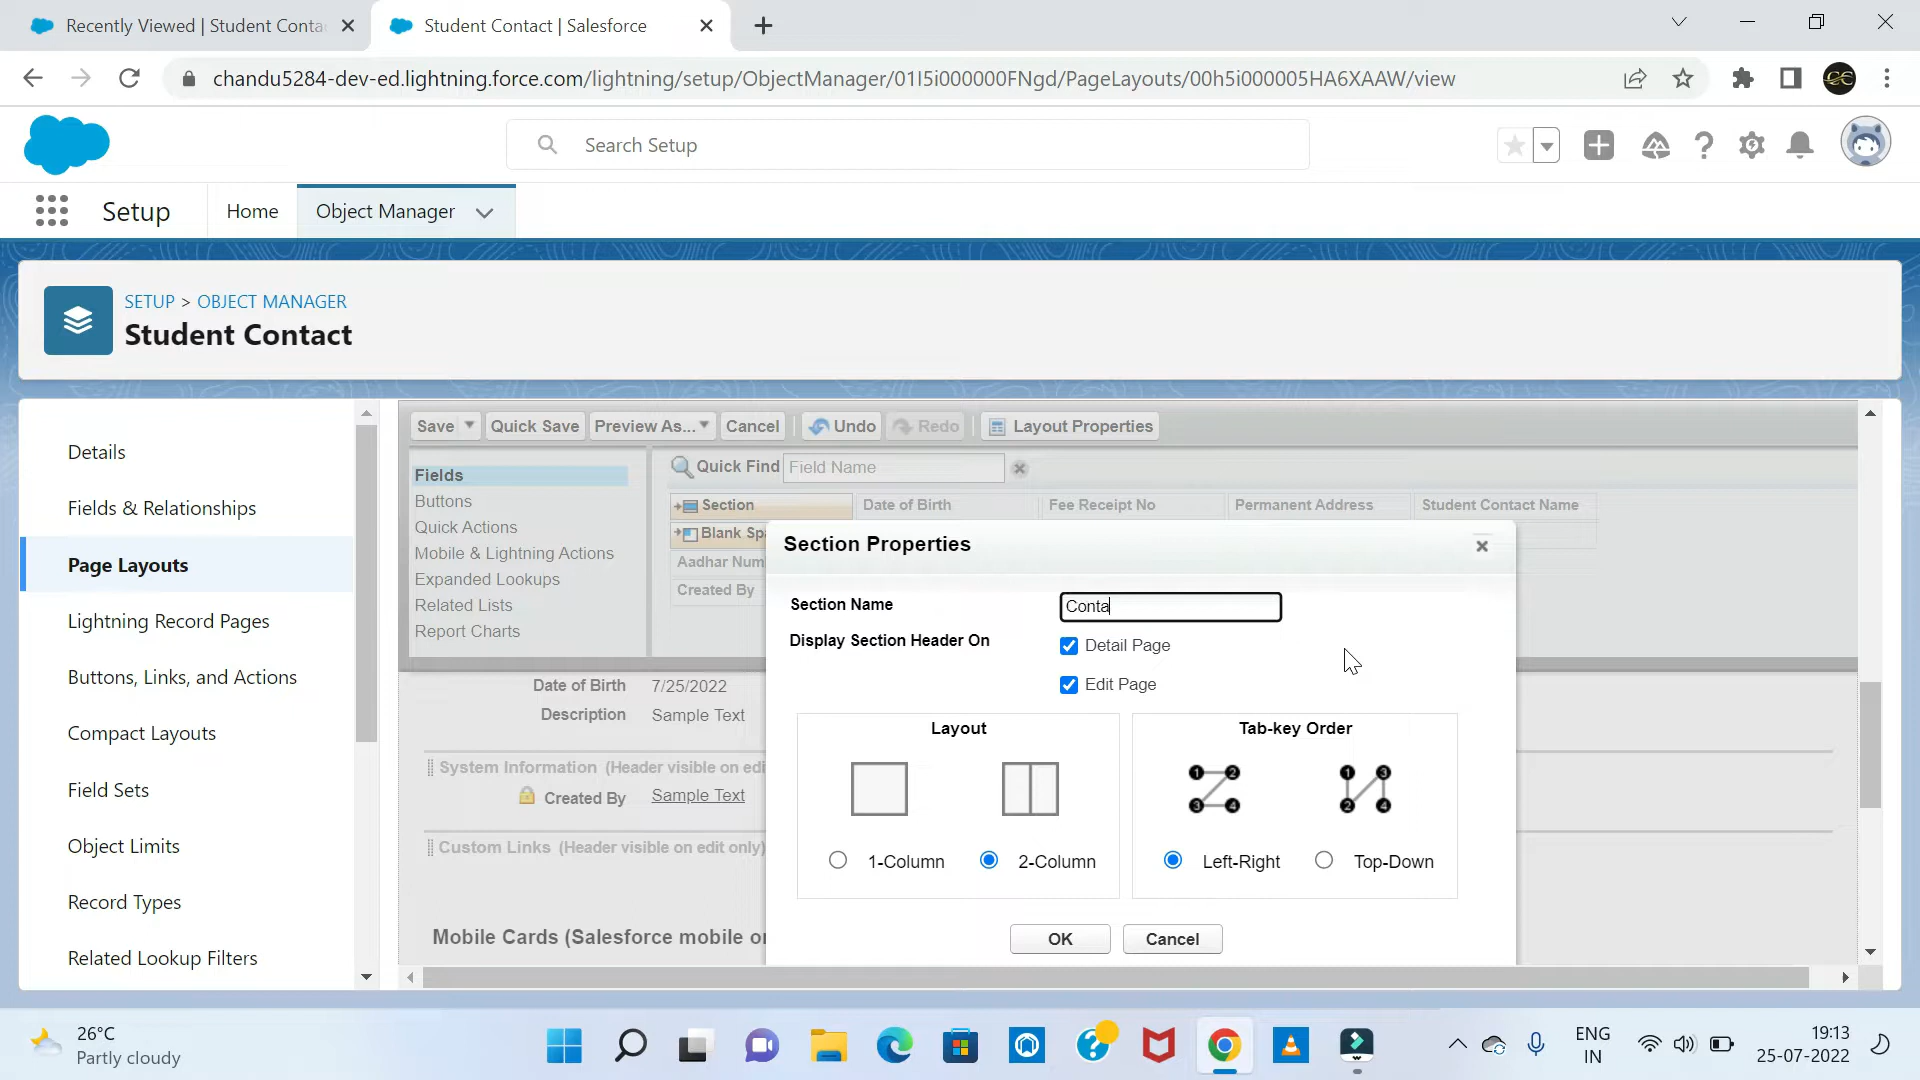 Recently Viewed | Student Conta
Student Contact | Salesforce
chandu5284-dev-ed.lightning.force.com/lightning/setup/ObjectManager/01I5i000000FNgd/PageLayouts/00h5i000005HA6XAAW/view
Search Setup
Setup
Home
Object Manager
SETUP > OBJECT MANAGER
Student Contact
Details
Fields & Relationships
Page Layouts
Lightning Record Pages
Buttons, Links, and Actions
Compact Layouts
Field Sets
Object Limits
Record Types
Related Lookup Filters
Save
Quick Save
Preview As...
Cancel
Undo
Redo
Layout Properties
Fields
Buttons
Quick Actions
Mobile & Lightning Actions
Expanded Lookups
Related Lists
Report Charts
Quick Find
Field Name
Section
Date of Birth
Fee Receipt No
Permanent Address
Student Contact Name
Blank Spa
Aadhar Num
Created By
Section Properties
Section Name
Conta
Display Section Header On
Detail Page
Edit Page
Layout
1-Column
2-Column
Tab-key Order
1 2
3 4
1 3
2 4
Left-Right
Top-Down
OK
Cancel
Date of Birth 7/25/2022
Description Sample Text
System Information (Header visible on edi
Created By Sample Text
Custom Links (Header visible on edit only)
Mobile Cards (Salesforce mobile o
26°C
Partly cloudy
ENG
IN
19:13
25-07-2022